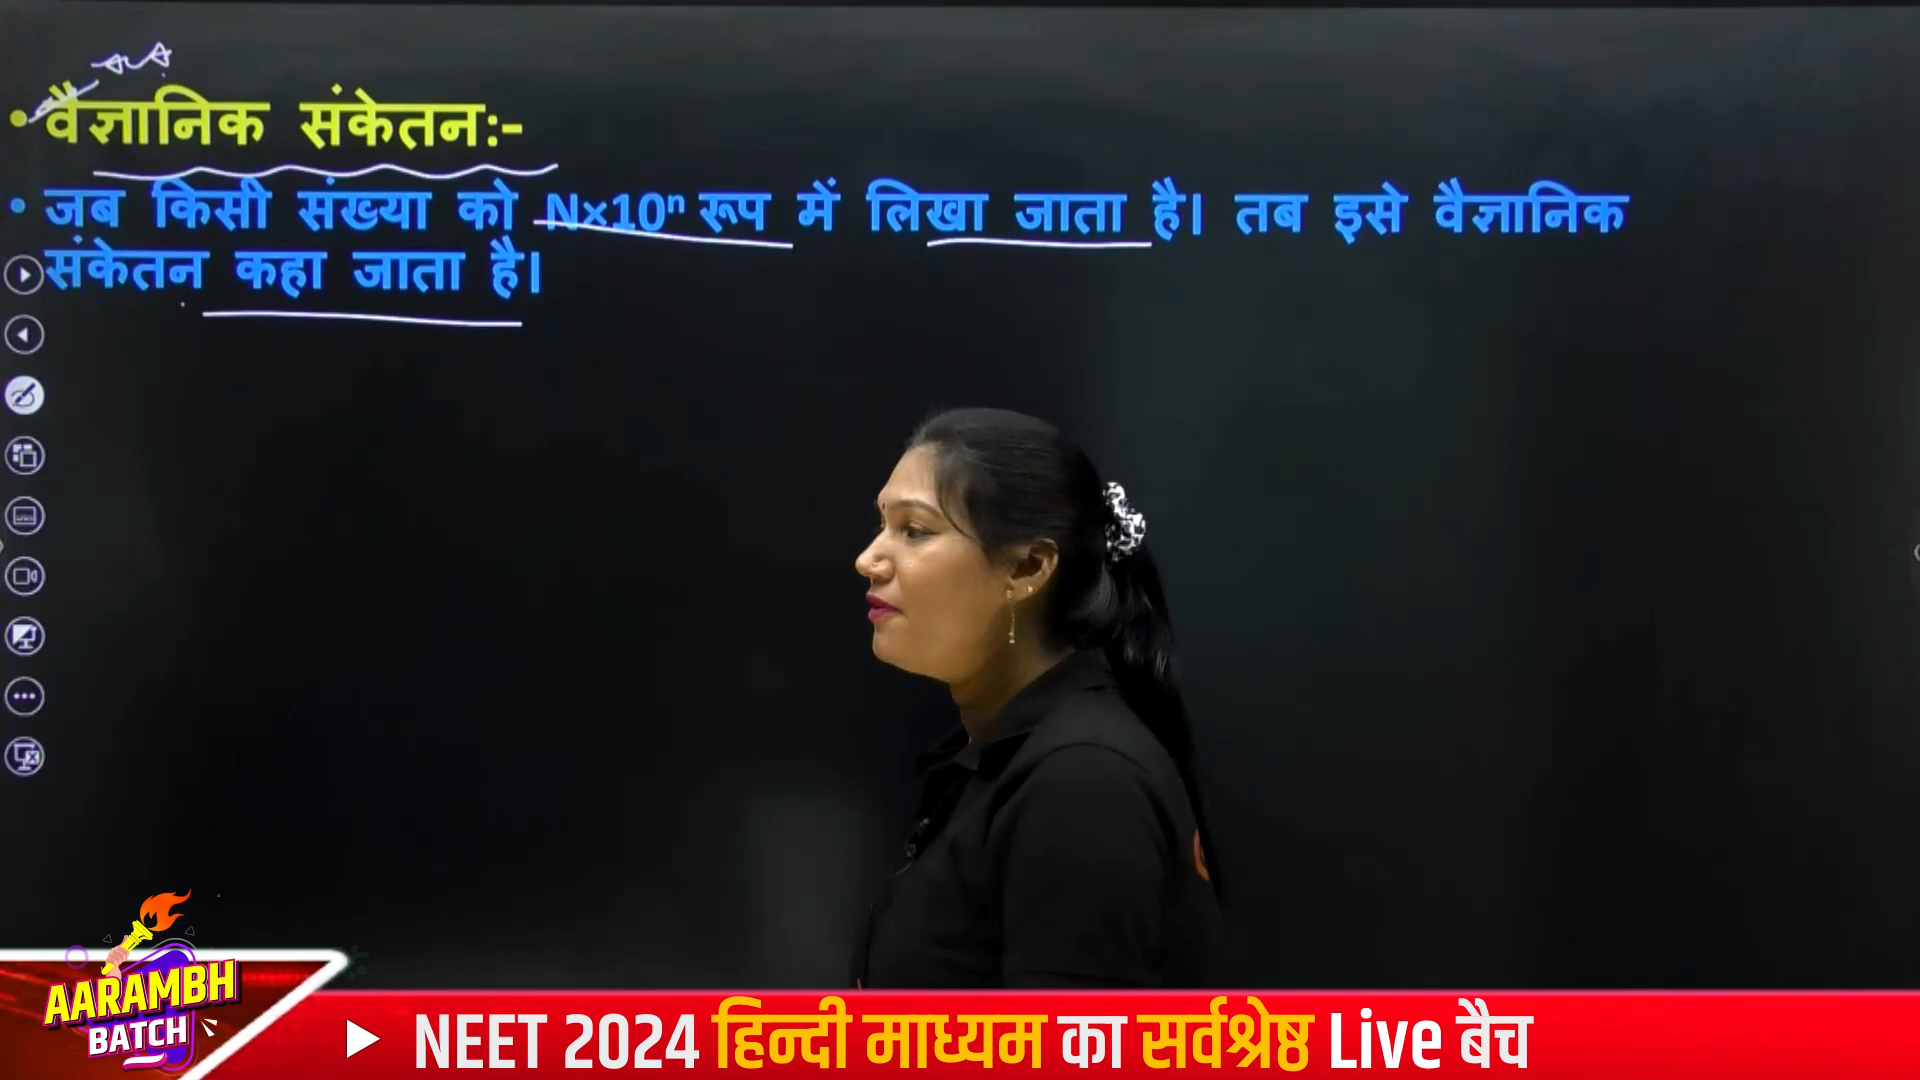 • वैज्ञानिक संकेतन:-
• जब किसी संख्या को N×10ⁿ रूप में लिखा जाता है। तब इसे वैज्ञानिक
संकेतन कहा जाता है।
AARAMBH
BATCH
NEET 2024 हिन्दी माध्यम का सर्वश्रेष्ठ Live बैच